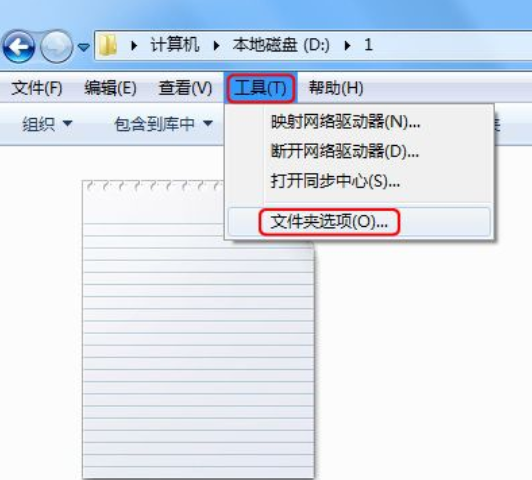 计算机 本地磁盘 (D:) 1
文件(F) 编辑(E) 查看(V) 工具(T) 帮助(H)
组织 包含到库中
映射网络驱动器(N)...
断开网络驱动器(D)...
打开同步中心(S)...
文件夹选项(O)...